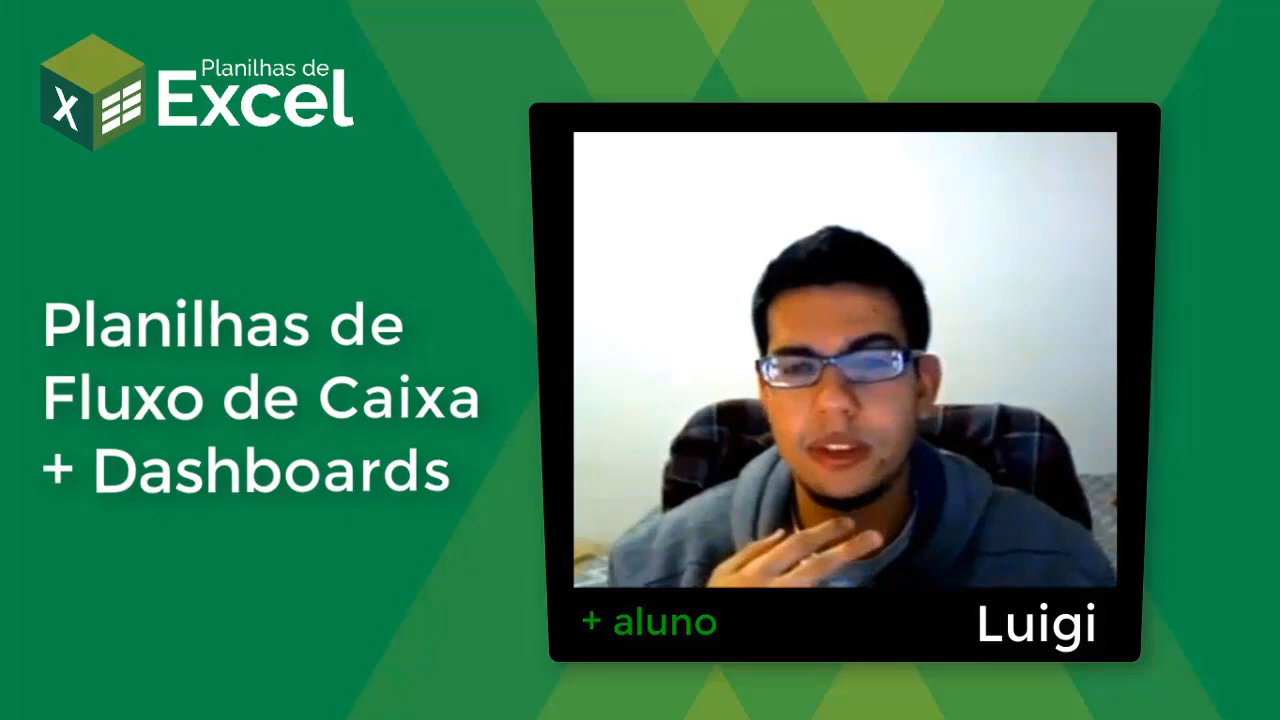 Planilhas de
Excel
Planilhas de
Fluxo de Caixa
+ Dashboards
+ aluno
Luigi